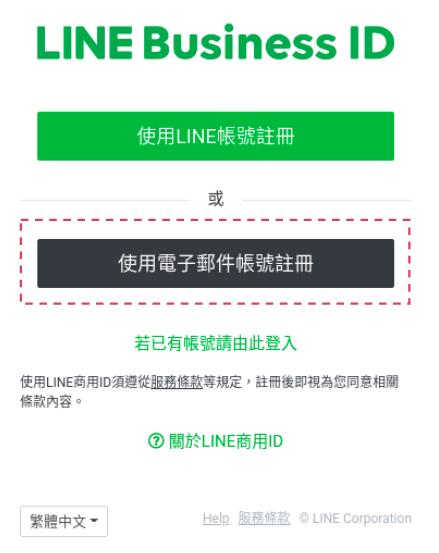 LINE Business ID
使用LINE帳號註冊
或
使用電子郵件帳號註冊
若已有帳號請由此登入
使用LINE商用ID須遵從服務條款等規定，註冊後即視為您同意相關
條款內容。
? 關於LINE商用ID
繁體中文 Help 服務條款 © LINE Corporation